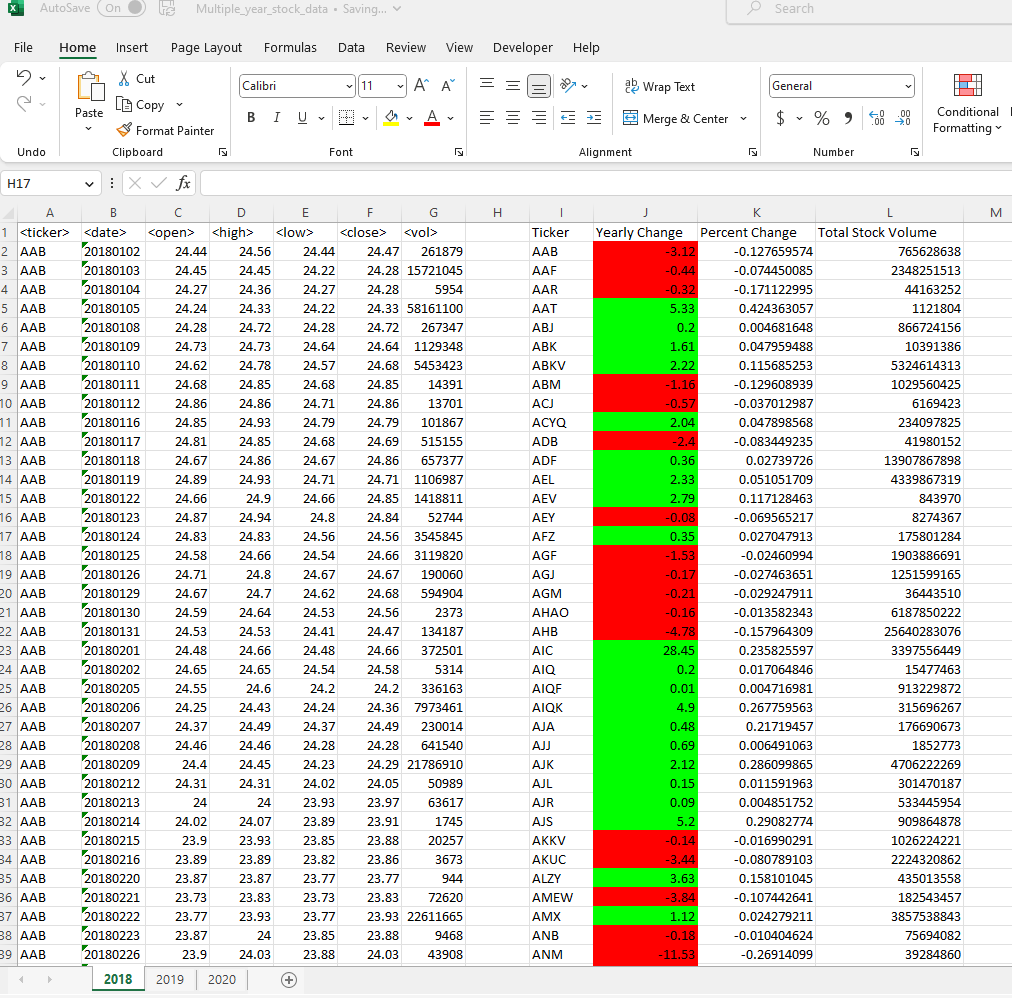 AutoSave On Multiple_year_stock_data • Saving... Search
File Home Insert Page Layout Formulas Data Review View Developer Help
Cut Calibri 11 A^ Aˇ ab Wrap Text General
Paste Copy B I U A Merge & Center $ % 9 Conditional
Format Painter Formatting
Undo Clipboard Font Alignment Number
H17 fx
A B C D E F G H I J K L M
1 <ticker> <date> <open> <high> <low> <close> <vol> Ticker Yearly Change Percent Change Total Stock Volume
2 AAB 20180102 24.44 24.56 24.44 24.47 261879 AAB -3.12 -0.127659574 765628638
3 AAB 20180103 24.45 24.45 24.22 24.28 15721045 AAF -0.44 -0.074450085 2348251513
4 AAB 20180104 24.27 24.36 24.27 24.28 5954 AAR -0.32 -0.171122995 44163252
5 AAB 20180105 24.24 24.33 24.22 24.33 58161100 AAT 5.33 0.424363057 1121804
6 AAB 20180108 24.28 24.72 24.28 24.72 267347 ABJ 0.2 0.004681648 866724156
7 AAB 20180109 24.73 24.73 24.64 24.64 1129348 ABK 1.61 0.047959488 10391386
8 AAB 20180110 24.62 24.78 24.57 24.68 5453423 ABKV 2.22 0.115685253 5324614313
9 AAB 20180111 24.68 24.85 24.68 24.85 14391 ABM -1.16 -0.129608939 1029560425
10 AAB 20180112 24.86 24.86 24.71 24.86 13701 ACJ -0.57 -0.037012987 6169423
11 AAB 20180116 24.85 24.93 24.79 24.79 101867 ACYQ 2.04 0.047898568 234097825
12 AAB 20180117 24.81 24.85 24.68 24.69 515155 ADB -2.4 -0.083449235 41980152
13 AAB 20180118 24.67 24.86 24.67 24.86 657377 ADF 0.36 0.02739726 13907867898
14 AAB 20180119 24.89 24.93 24.71 24.71 1106987 AEL 2.33 0.051051709 4339867319
15 AAB 20180122 24.66 24.9 24.66 24.85 1418811 AEV 2.79 0.117128463 843970
16 AAB 20180123 24.87 24.94 24.8 24.84 52744 AEY -0.08 -0.069565217 8274367
17 AAB 20180124 24.83 24.83 24.56 24.56 3545845 AFZ 0.35 0.027047913 175801284
18 AAB 20180125 24.58 24.66 24.54 24.66 3119820 AGF -1.53 -0.02460994 1903886691
19 AAB 20180126 24.71 24.8 24.67 24.67 190060 AGJ -0.17 -0.027463651 1251599165
20 AAB 20180129 24.67 24.7 24.62 24.68 594904 AGM -0.21 -0.029247911 36443510
21 AAB 20180130 24.59 24.64 24.53 24.56 2373 AHAO -0.16 -0.013582343 6187850222
22 AAB 20180131 24.53 24.53 24.41 24.47 134187 AHB -4.78 -0.157964309 25640283076
23 AAB 20180201 24.48 24.66 24.48 24.66 372501 AIC 28.45 0.235825597 3397556449
24 AAB 20180202 24.65 24.65 24.54 24.58 5314 AIQ 0.2 0.017064846 15477463
25 AAB 20180205 24.55 24.6 24.2 24.2 336163 AIQF 0.01 0.004716981 913229872
26 AAB 20180206 24.25 24.43 24.24 24.36 7973461 AIQK 4.9 0.267759563 315696267
27 AAB 20180207 24.37 24.49 24.37 24.49 230014 AJA 0.48 0.21719457 176690673
28 AAB 20180208 24.46 24.46 24.28 24.28 641540 AJJ 0.69 0.006491063 1852773
29 AAB 20180209 24.4 24.45 24.23 24.29 21786910 AJK 2.12 0.286099865 4706222269
30 AAB 20180212 24.31 24.31 24.02 24.05 50989 AJL 0.15 0.011591963 301470187
31 AAB 20180213 24 24 23.93 23.97 63617 AJR 0.09 0.004851752 533445954
32 AAB 20180214 24.02 24.07 23.89 23.91 1745 AJS 5.2 0.29082774 909864878
33 AAB 20180215 23.9 23.93 23.85 23.88 20257 AKKV -0.14 -0.016990291 1026224221
34 AAB 20180216 23.89 23.89 23.82 23.86 3673 AKUC -3.44 -0.080789103 2224320862
35 AAB 20180220 23.87 23.87 23.77 23.77 944 ALZY 3.63 0.158101045 435013558
36 AAB 20180221 23.73 23.83 23.73 23.83 72620 AMEW -3.84 -0.107442641 182543457
37 AAB 20180222 23.77 23.93 23.77 23.93 22611665 AMX 1.12 0.024279211 3857538843
38 AAB 20180223 23.87 24 23.85 23.88 9468 ANB -0.18 -0.010404624 75694082
39 AAB 20180226 23.9 24.03 23.88 24.03 43908 ANM -11.53 -0.26914099 39284860
2018 2019 2020